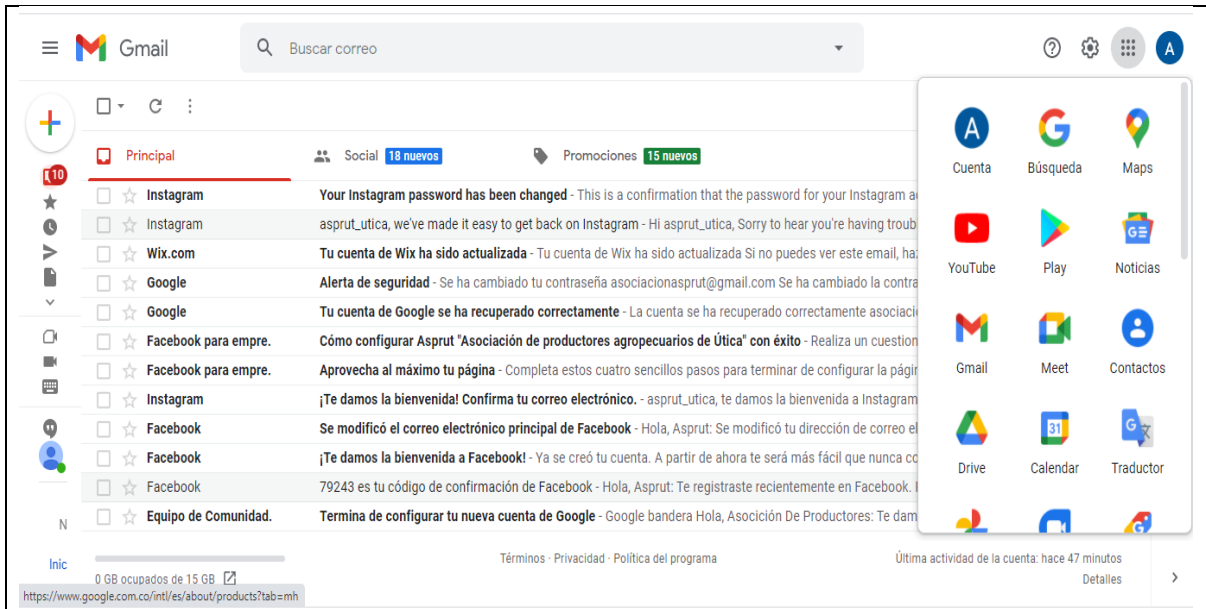 Gmail
Buscar correo
A
Principal
Social 18 nuevos
Promociones 15 nuevos
10
Instagram Your Instagram password has been changed - This is a confirmation that the password for your Instagram
Instagram asprut_utica, we've made it easy to get back on Instagram - Hi asprut_utica, Sorry to hear you're having troub
Wix.com Tu cuenta de Wix ha sido actualizada - Tu cuenta de Wix ha sido actualizada Si no puedes ver este email,
Google Alerta de seguridad - Se ha cambiado tu contraseña asociacionasprut@gmail.com Se ha cambiado la contra
Google Tu cuenta de Google se ha recuperado correctamente - La cuenta se ha recuperado correctamente asociaci
Facebook para empre. Cómo configurar Asprut "Asociación de productores agropecuarios de Útica" con éxito - Realiza un cuestion
Facebook para empre. Aprovecha al máximo tu página - Completa estos cuatro sencillos pasos para terminar de configurar la págir
Instagram ¡Te damos la bienvenida! Confirma tu correo electrónico. - asprut_utica, te damos la bienvenida a Instagram
Facebook Se modificó el correo electrónico principal de Facebook - Hola, Asprut: Se modificó tu dirección de correo el
Facebook ¡Te damos la bienvenida a Facebook! - Ya se creó tu cuenta. A partir de ahora te será más fácil que nunca co
Facebook 79243 es tu código de confirmación de Facebook - Hola, Asprut: Te registraste recientemente en Facebook.
Equipo de Comunidad. Termina de configurar tu nueva cuenta de Google - Google bandera Hola, Asocición De Productores: Te dam
N
Inic
A
Cuenta Búsqueda Maps
YouTube Play Noticias
Gmail Meet Contactos
31
Drive Calendar Traductor
Términos · Privacidad · Política del programa
Última actividad de la cuenta: hace 47 minutos
0 GB ocupados de 15 GB
Detalles
https://www.google.com.co/intl/es/about/products?tab=mh